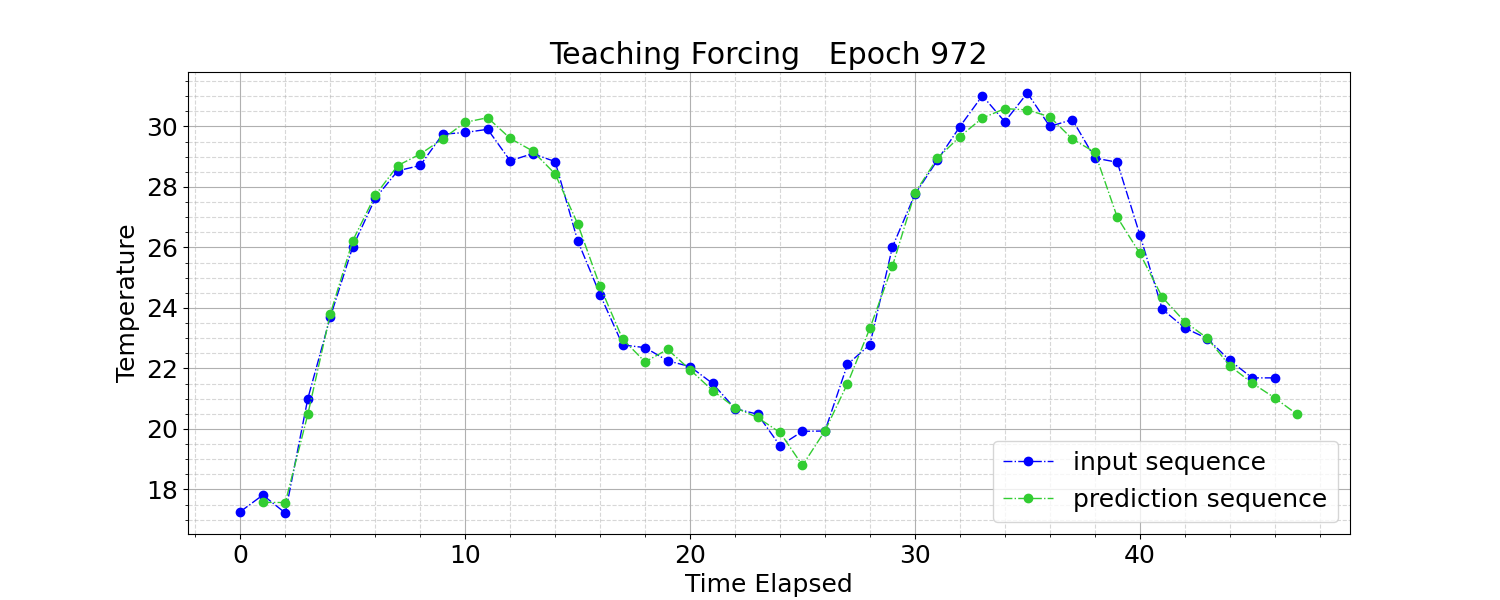 Teaching Forcing   Epoch 972
Temperature
30
28
26
24
22
20
18
input sequence
prediction sequence
0
10
20
30
40
Time Elapsed